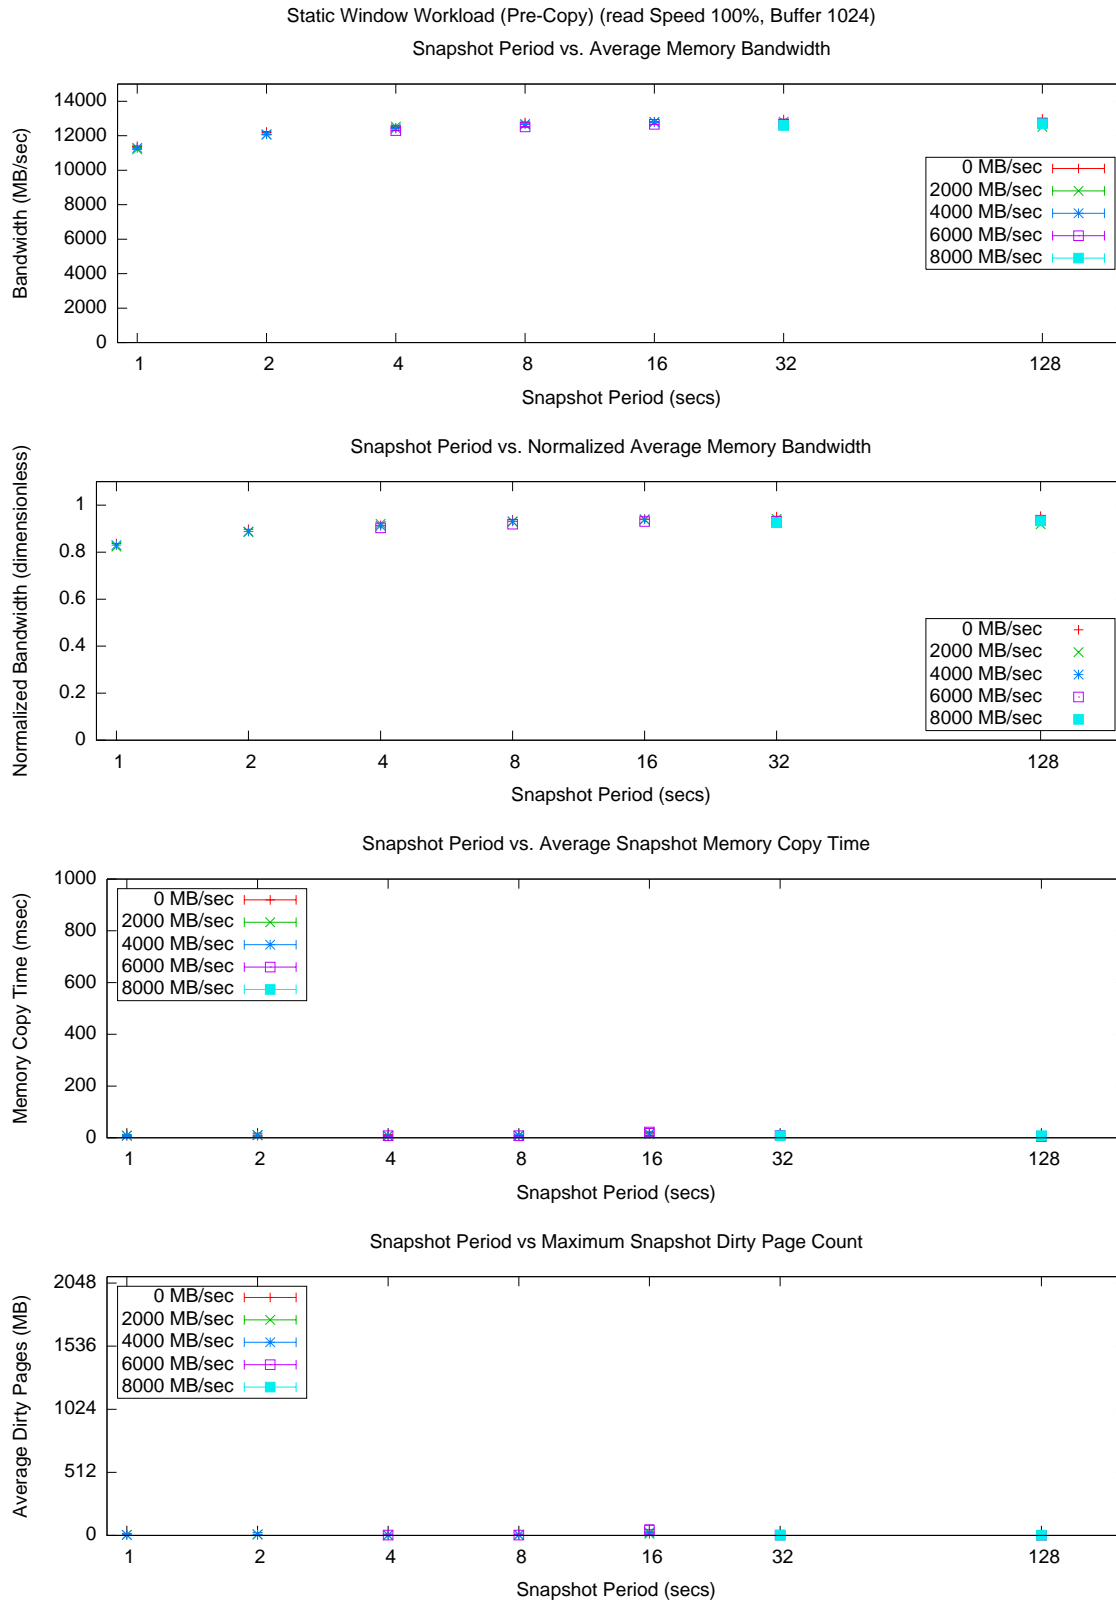 Static Window Workload (Pre-Copy) (read Speed 100%, Buffer 1024)
Snapshot Period vs. Average Memory Bandwidth
Bandwidth (MB/sec)
14000
12000
10000
8000
6000
4000
2000
0
0 MB/sec
2000 MB/sec
4000 MB/sec
6000 MB/sec
8000 MB/sec
1 2 4 8 16 32 128
Snapshot Period (secs)
Snapshot Period vs. Normalized Average Memory Bandwidth
Normalized Bandwidth (dimensionless)
1
0.8
0.6
0.4
0.2
0
0 MB/sec
2000 MB/sec
4000 MB/sec
6000 MB/sec
8000 MB/sec
1 2 4 8 16 32 128
Snapshot Period (secs)
Snapshot Period vs. Average Snapshot Memory Copy Time
Memory Copy Time (msec)
1000
800
600
400
200
0
0 MB/sec
2000 MB/sec
4000 MB/sec
6000 MB/sec
8000 MB/sec
1 2 4 8 16 32 128
Snapshot Period (secs)
Snapshot Period vs Maximum Snapshot Dirty Page Count
Average Dirty Pages (MB)
2048
1536
1024
512
0
0 MB/sec
2000 MB/sec
4000 MB/sec
6000 MB/sec
8000 MB/sec
1 2 4 8 16 32 128
Snapshot Period (secs)